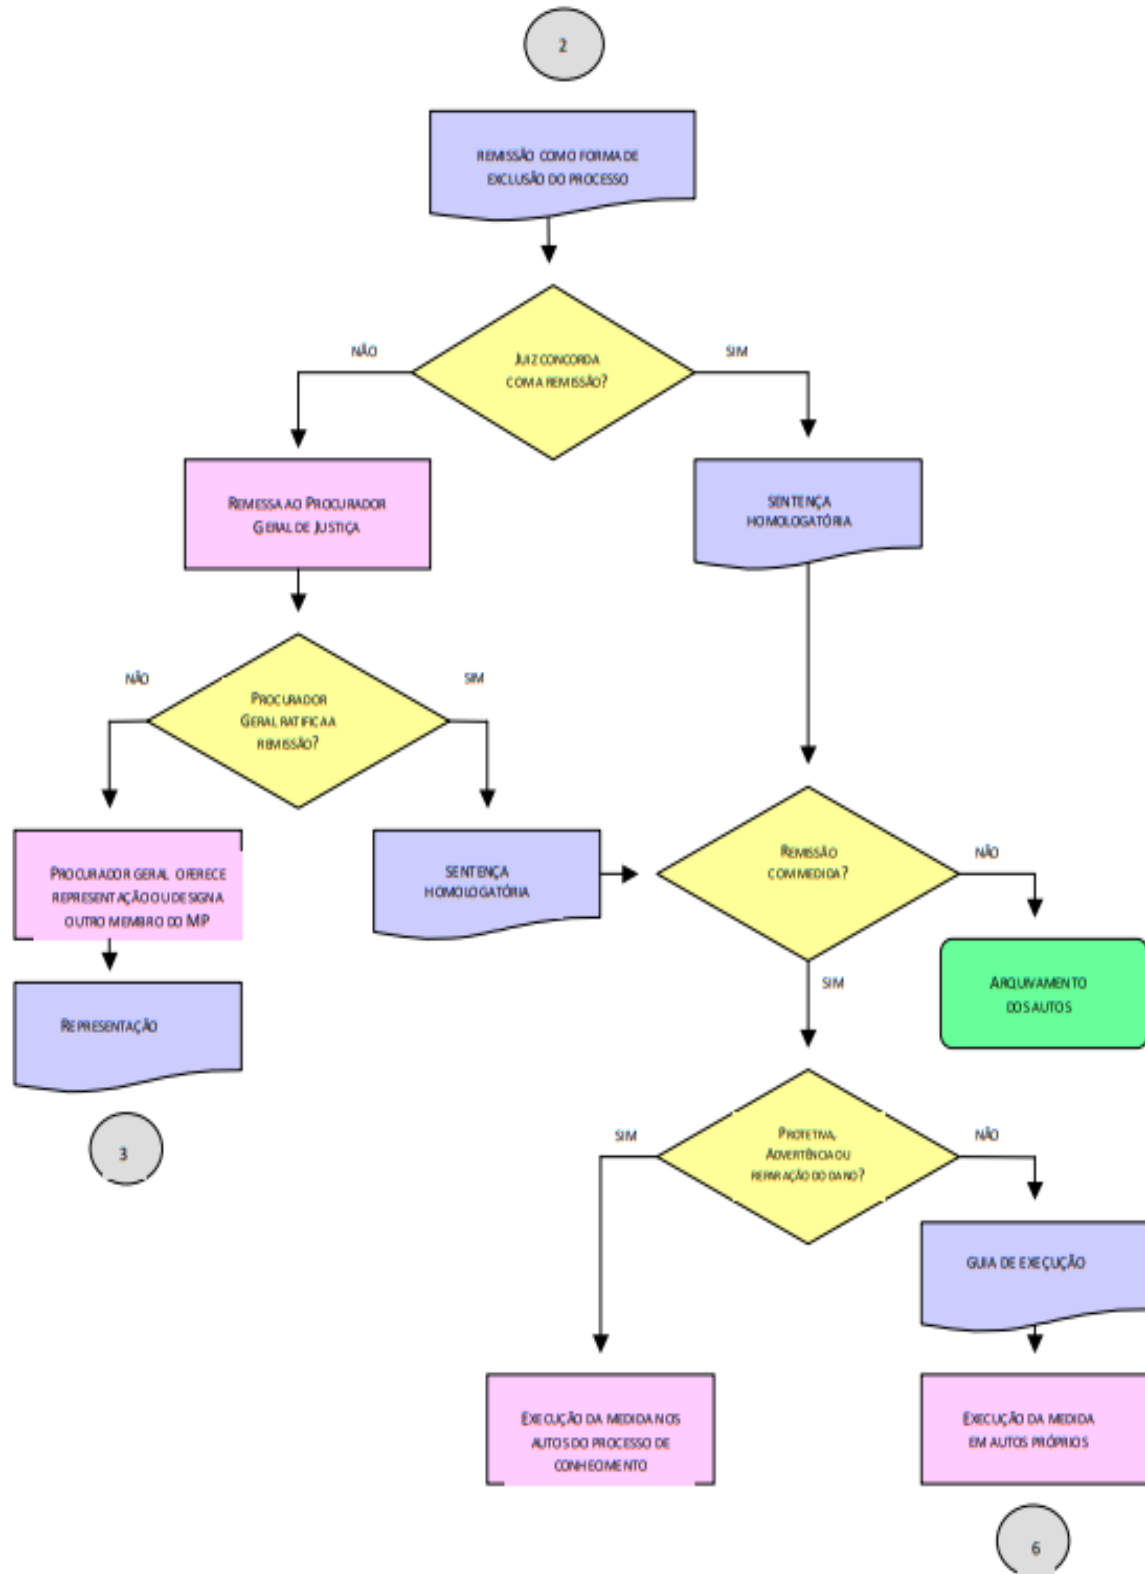 2
REMISSÃO COMO FORMA DE
EXCLUSÃO DO PROCESSO
NÃO
SIM
JUIZ CONCORDA
COM A REMISSÃO?
REMESSA AO PROCURADOR
GERAL DE JUSTIÇA
SENTENÇA
HOMOLOGATÓRIA
NÃO
SIM
PROCURADOR
GERAL RATIFICA A
REMISSÃO?
PROCURADOR GERAL OFERECE
REPRESENTAÇÃO OU DESIGNA
OUTRO MEMBRO DO MP
SENTENÇA
HOMOLOGATÓRIA
REMISSÃO
COM MEDIDA?
NÃO
SIM
ARQUIVAMENTO
DOS AUTOS
REPRESENTAÇÃO
3
SIM
PROTETIVA,
ADVERTÊNCIA OU
REPARAÇÃO DO DANO?
NÃO
GUIA DE EXECUÇÃO
EXECUÇÃO DA MEDIDA NOS
AUTOS DO PROCESSO DE
CONHECIMENTO
EXECUÇÃO DA MEDIDA
EM AUTOS PRÓPRIOS
6